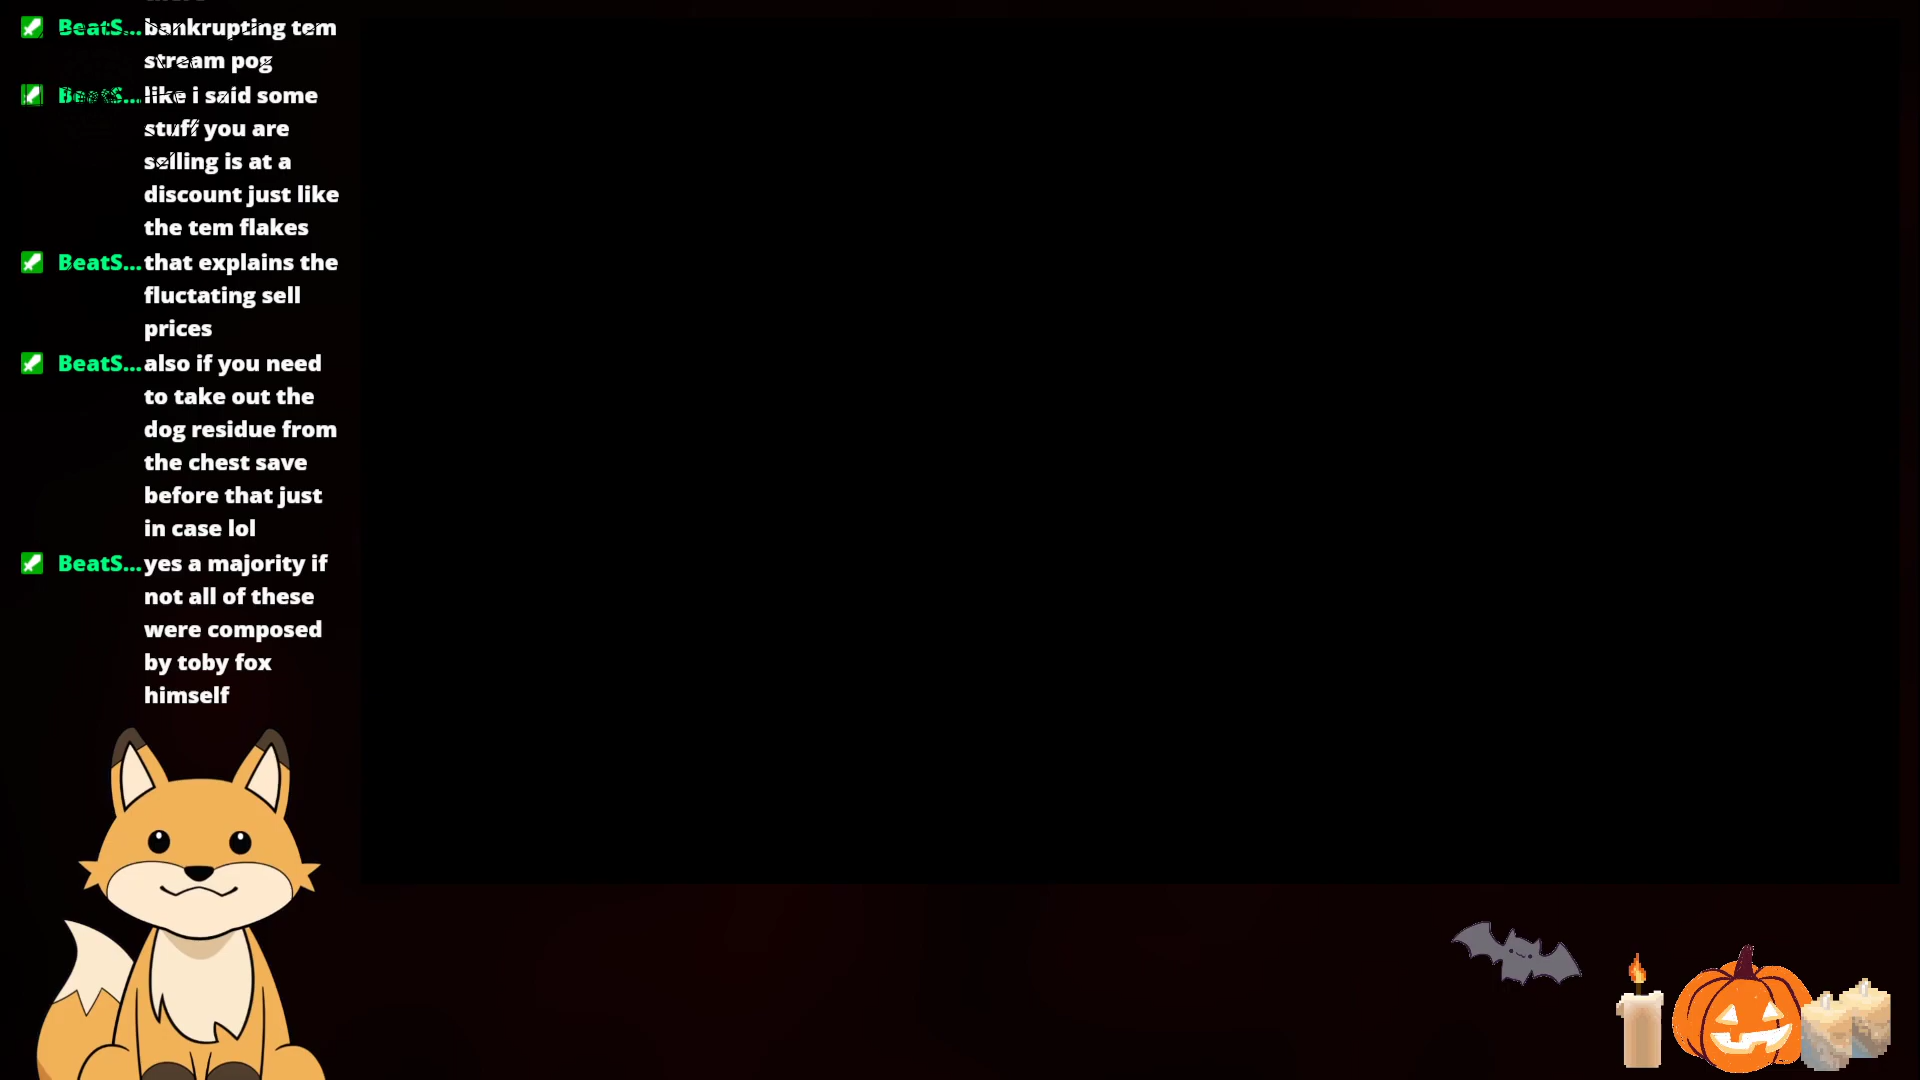 BeatS... bankrupting tem
stream pog
BeatS... like i said some
stuff you are
selling is at a
discount just like
the tem flakes
BeatS... that explains the
fluctating sell
prices
BeatS... also if you need
to take out the
dog residue from
the chest save
before that just
in case lol
BeatS... yes a majority if
not all of these
were composed
by toby fox
himself